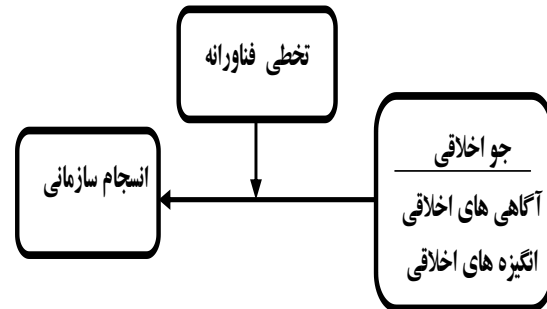 تخطی فناورانه
جو اخلاقی
آگاهی های اخلاقی
انگیزه های اخلاقی
انسجام سازمانی